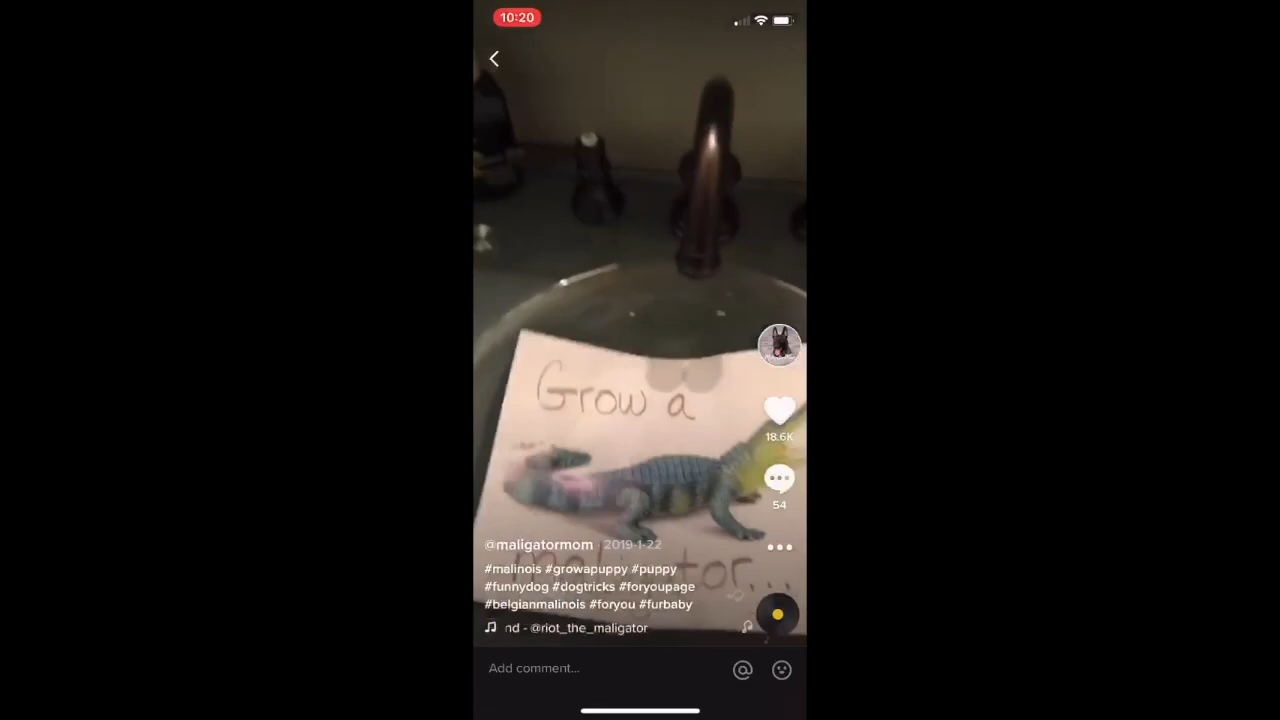 10:20
Grow a
18.6K
54
@maligatormom 2019-1-22
#malinois #growapuppy #puppy
#funnydog #dogtricks #foryoupage
#belgianmalinois #foryou #furbaby
nd - @riot_the_maligator
Add comment...